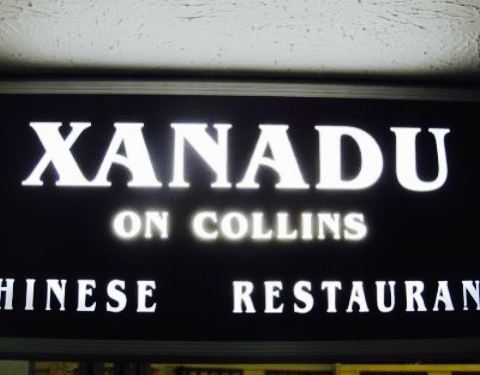 XANADU
ON COLLINS
HINESE RESTAURAN